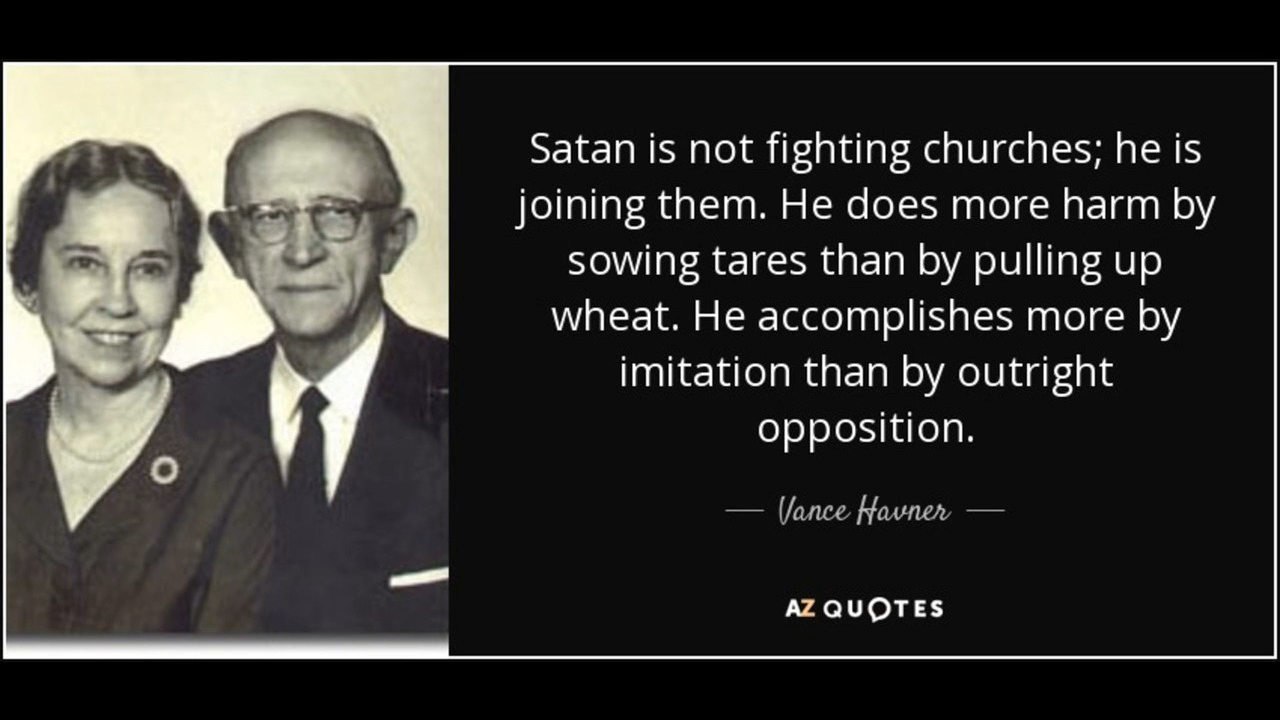 Satan is not fighting churches; he is
joining them. He does more harm by
sowing tares than by pulling up
wheat. He accomplishes more by
imitation than by outright
opposition.
Vance Havner
AZ QUOTES